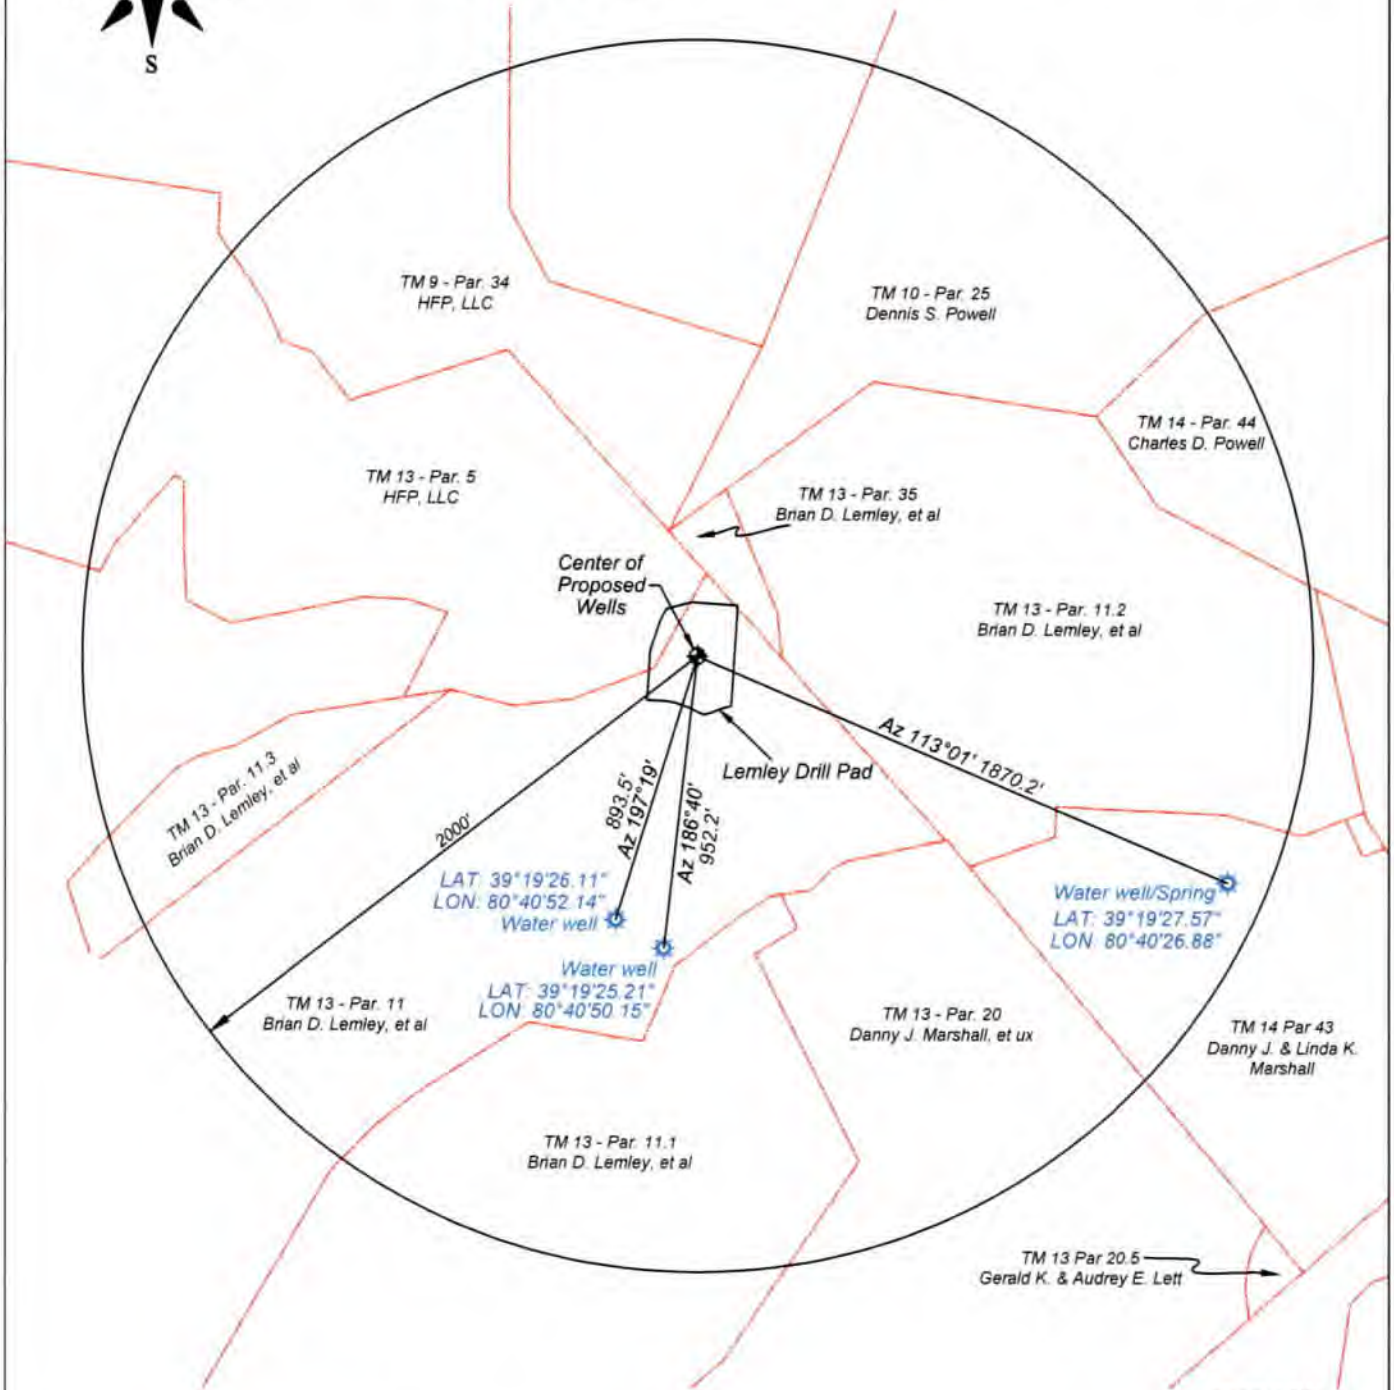 S
TM 9 - Par. 34
HFP, LLC
TM 10 - Par. 25
Dennis S. Powell
TM 14 - Par. 44
Charles D. Powell
TM 13 - Par. 5
HFP, LLC
TM 13 - Par. 35
Brian D. Lemley, et al
Center of
Proposed
Wells
TM 13 - Par. 11.2
Brian D. Lemley, et al
Az 113°01' 1870.2'
Lemley Drill Pad
TM 13 - Par. 11.3
Brian D. Lemley, et al
2000'
893.5'
Az 197°19'
Az 186°40'
952.2'
LAT: 39°19'26.11"
LON: 80°40'52.14"
Water well
Water well/Spring
LAT: 39°19'27.57"
LON: 80°40'26.88"
Water well
LAT: 39°19'25.21"
LON: 80°40'50.15"
TM 13 - Par. 11
Brian D. Lemley, et al
TM 13 - Par. 20
Danny J. Marshall, et ux
TM 14 Par 43
Danny J. & Linda K.
Marshall
TM 13 - Par. 11.1
Brian D. Lemley, et al
TM 13 Par 20.5
Gerald K. & Audrey E. Lett